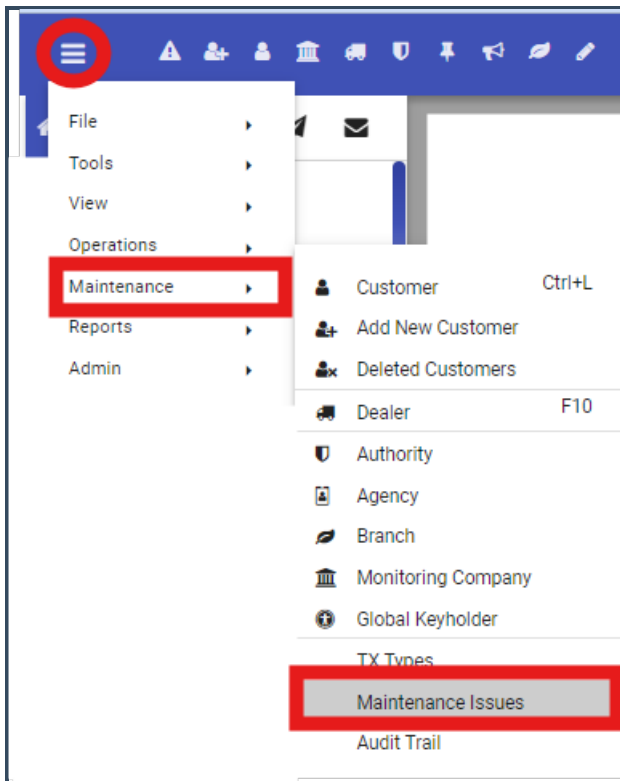 File
Tools
View
Operations
Maintenance
Reports
Admin
Customer Ctrl+L
Add New Customer
Deleted Customers
Dealer F10
Authority
Agency
Branch
Monitoring Company
Global Keyholder
TX Types
Maintenance Issues
Audit Trail